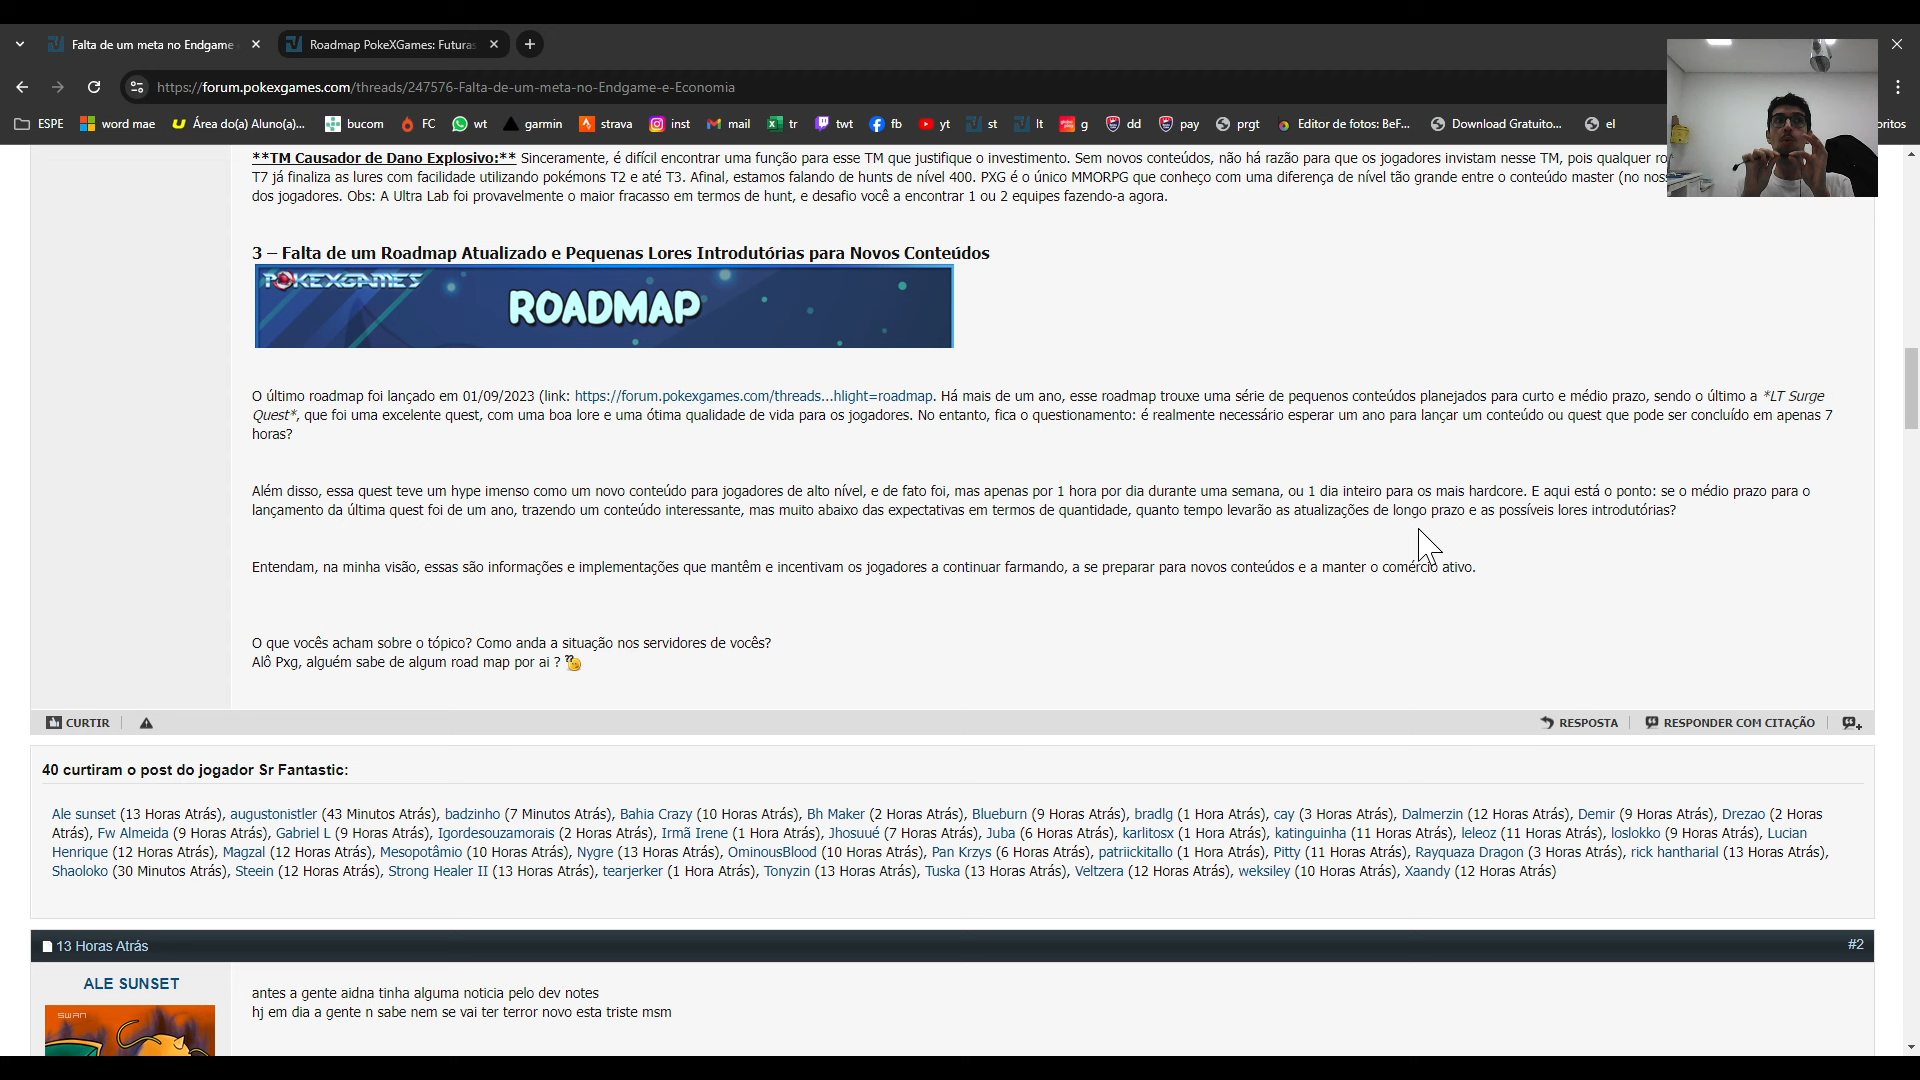 Falta de um meta no Endgame
Roadmap PokeXGames: Futuras
https://forum.pokexgames.com/threads/247576-Falta-de-um-meta-no-Endgame-e-Economia
ESPE word mae Área do(a) Aluno(a)... bucom FC wt garmin strava inst mail tr twt fb yt st lt g dd pay prgt Editor de fotos: BeF... Download Gratuito... el
**TM Causador de Dano Explosivo:** Sinceramente, é difícil encontrar uma função para esse TM que justifique o investimento. Sem novos conteúdos, não há razão para que os jogadores invistam nesse TM, pois qualquer
T7 já finaliza as lures com facilidade utilizando pokémons T2 e até T3. Afinal, estamos falando de hunts de nível 400. PXG é o único MMORPG que conheço com uma diferença de nível tão grande entre o conteúdo master (no
dos jogadores. Obs: A Ultra Lab foi provavelmente o maior fracasso em termos de hunt, e desafio você a encontrar 1 ou 2 equipes fazendo-a agora.
3 – Falta de um Roadmap Atualizado e Pequenas Lores Introdutórias para Novos Conteúdos
POKEXGAMES
ROADMAP
O último roadmap foi lançado em 01/09/2023 (link: https://forum.pokexgames.com/threads...hlight=roadmap. Há mais de um ano, esse roadmap trouxe uma série de pequenos conteúdos planejados para curto e médio prazo, sendo o último a *LT Surge
Quest*, que foi uma excelente quest, com uma boa lore e uma ótima qualidade de vida para os jogadores. No entanto, fica o questionamento: é realmente necessário esperar um ano para lançar um conteúdo ou quest que pode ser concluído em apenas 7
horas?
Além disso, essa quest teve um hype imenso como um novo conteúdo para jogadores de alto nível, e de fato foi, mas apenas por 1 hora por dia durante uma semana, ou 1 dia inteiro para os mais hardcore. E aqui está o ponto: se o médio prazo para o
lançamento da última quest foi de um ano, trazendo um conteúdo interessante, mas muito abaixo das expectativas em termos de quantidade, quanto tempo levarão as atualizações de longo prazo e as possíveis lores introdutórias?
Entendam, na minha visão, essas são informações e implementações que mantêm e incentivam os jogadores a continuar farmando, a se preparar para novos conteúdos e a manter o comércio ativo.
O que vocês acham sobre o tópico? Como anda a situação nos servidores de vocês?
Alô Pxg, alguém sabe de algum road map por ai ?
CURTIR RESPOSTA RESPONDER COM CITAÇÃO
40 curtiram o post do jogador Sr Fantastic:
Ale sunset (13 Horas Atrás), augustonistler (43 Minutos Atrás), badzinho (7 Minutos Atrás), Bahia Crazy (10 Horas Atrás), Bh Maker (2 Horas Atrás), Blueburn (9 Horas Atrás), bradlg (1 Hora Atrás), cay (3 Horas Atrás), Dalmerzin (12 Horas Atrás), Demir (9 Horas Atrás), Drezao (2 Horas
Atrás), Fw Almeida (9 Horas Atrás), Gabriel L (9 Horas Atrás), Igordesouzamorais (2 Horas Atrás), Irmã Irene (1 Hora Atrás), Jhosuué (7 Horas Atrás), Juba (6 Horas Atrás), karlitosx (1 Hora Atrás), katinguinha (11 Horas Atrás), leleoz (11 Horas Atrás), loslokko (9 Horas Atrás), Lucian
Henrique (12 Horas Atrás), Magzal (12 Horas Atrás), Mesopotâmio (10 Horas Atrás), Nygre (13 Horas Atrás), OminousBlood (10 Horas Atrás), Pan Krzys (6 Horas Atrás), patriickitallo (1 Hora Atrás), Pitty (11 Horas Atrás), Rayquaza Dragon (3 Horas Atrás), rick hantharial (13 Horas Atrás),
Shaoloko (30 Minutos Atrás), Steein (12 Horas Atrás), Strong Healer II (13 Horas Atrás), tearjerker (1 Hora Atrás), Tonyzin (13 Horas Atrás), Tuska (13 Horas Atrás), Veltzera (12 Horas Atrás), weksiley (10 Horas Atrás), Xaandy (12 Horas Atrás)
13 Horas Atrás #2
ALE SUNSET
SWAN
antes a gente aidna tinha alguma noticia pelo dev notes
hj em dia a gente n sabe nem se vai ter terror novo esta triste msm